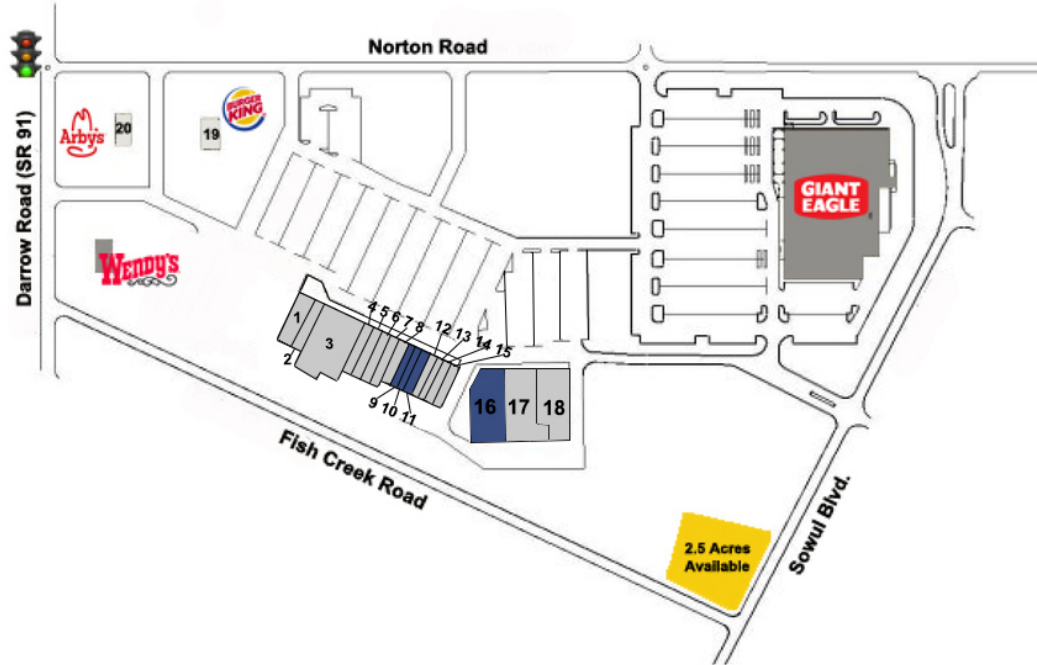 Norton Road
Darrow Road (SR 91)
Arby's
20
19
BURGER
KING
GIANT
EAGLE
WENDY'S
1
2
3
4
5
6
7
8
12
13
14
15
9
10
11
16
17
18
Fish Creek Road
Sowul Blvd.
2.5 Acres
Available